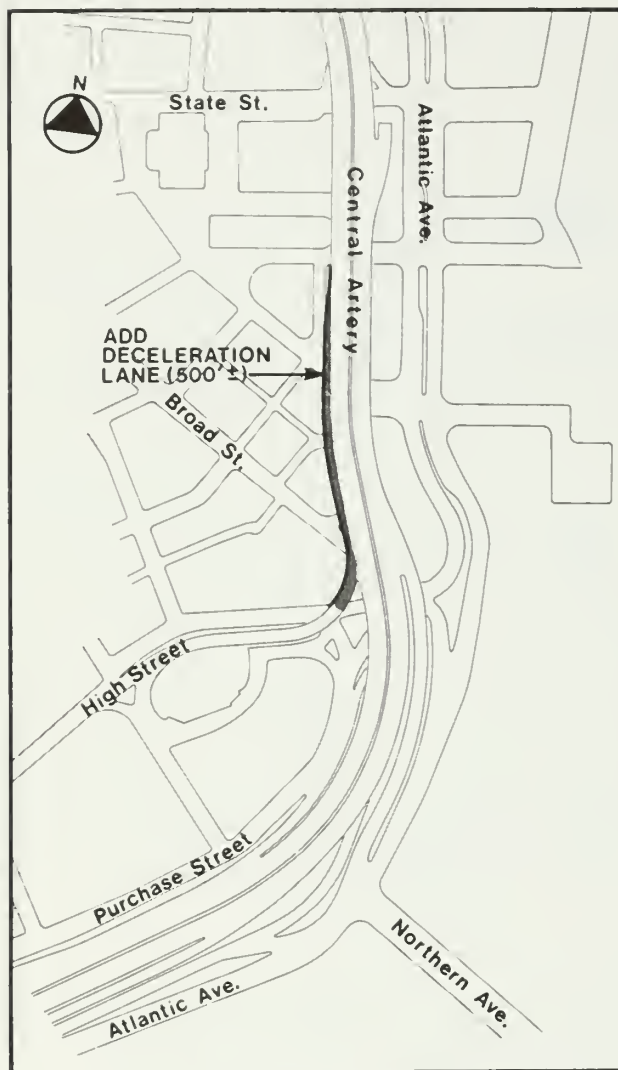 N
State St.
Atlantic Ave.
Central Artery
ADD
DECELERATION
LANE (500'±)
Broad St.
High Street
Purchase Street
Northern Ave.
Atlantic Ave.